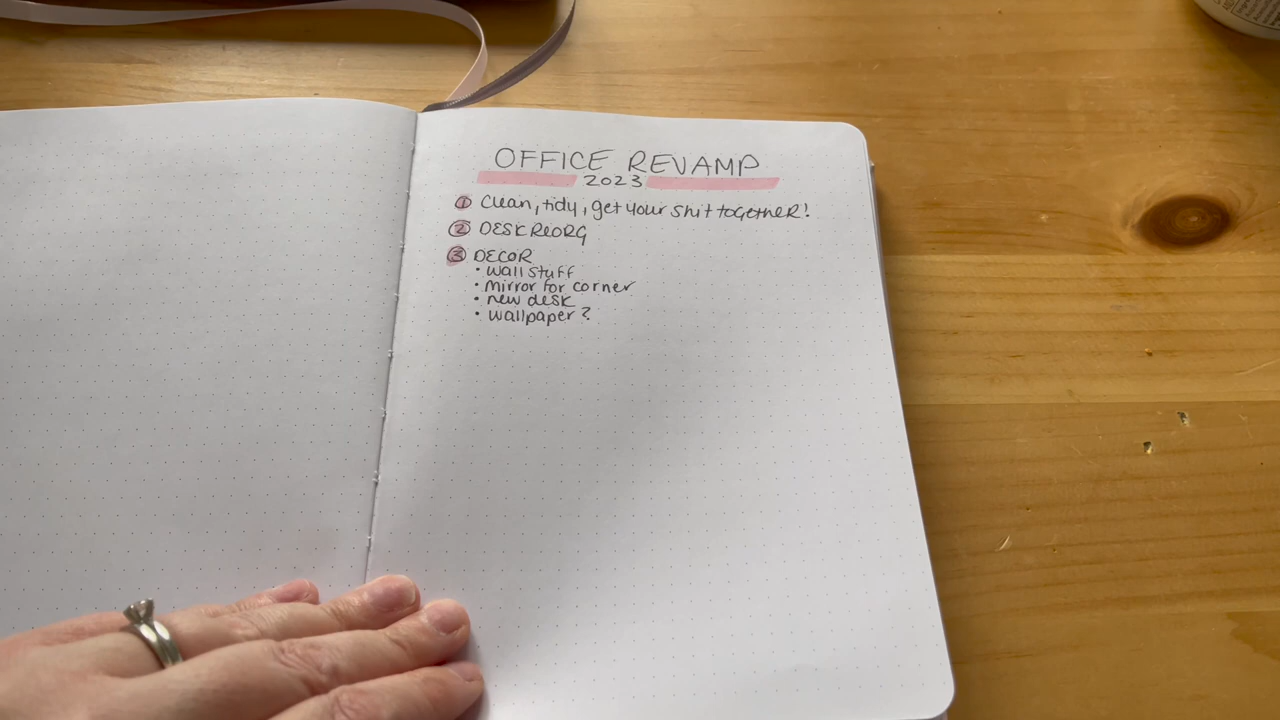 OFFICE REVAMP
2023
① Clean, tidy, get your shit together!
② DESK REORG
③ DECOR
• wall stuff
• mirror for corner
• new desk
• wallpaper?